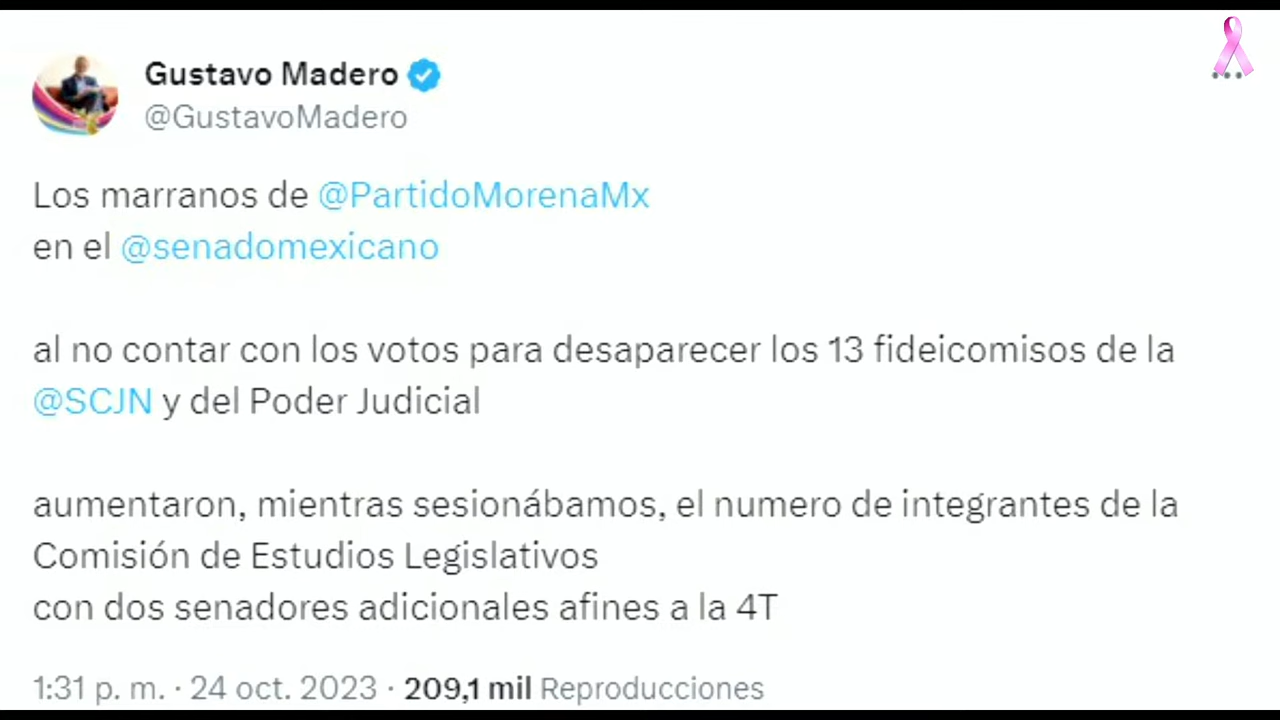 Gustavo Madero
@GustavoMadero
Los marranos de @PartidoMorenaMx
en el @senadomexicano
al no contar con los votos para desaparecer los 13 fideicomisos de la
@SCJN y del Poder Judicial
aumentaron, mientras sesionábamos, el numero de integrantes de la
Comisión de Estudios Legislativos
con dos senadores adicionales afines a la 4T
1:31 p. m. · 24 oct. 2023 · 209,1 mil Reproducciones